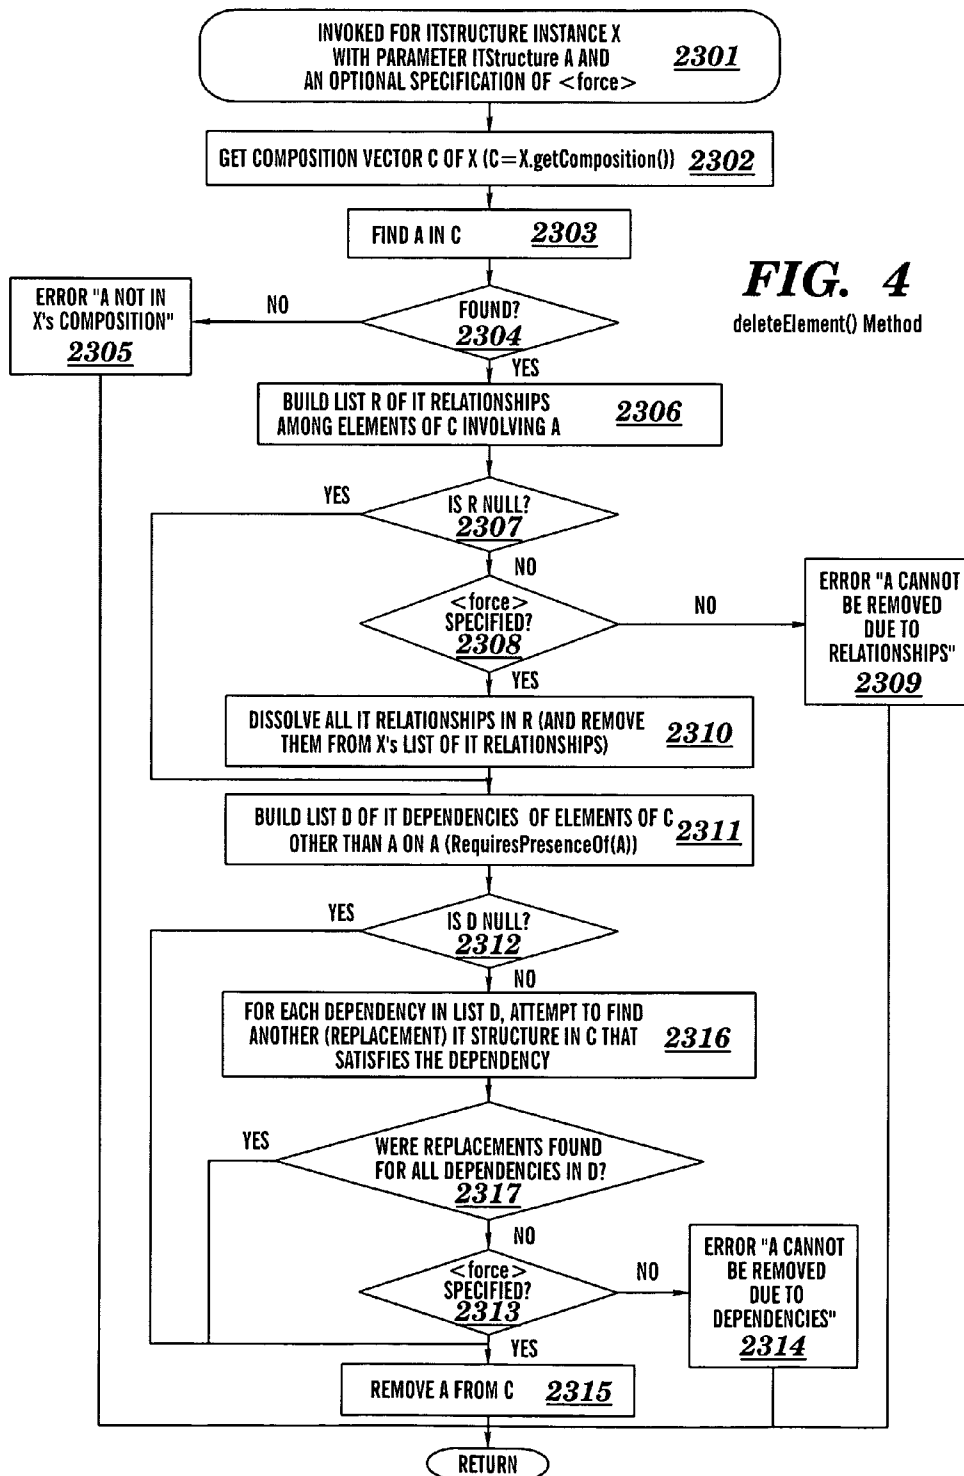 INVOKED FOR ITSTRUCTURE INSTANCE X
WITH PARAMETER ITStructure A AND
AN OPTIONAL SPECIFICATION OF <force>
2301
GET COMPOSITION VECTOR C OF X (C=X.getComposition())
2302
FIND A IN C
2303
FIG. 4
deleteElement() Method
FOUND?
2304
NO
YES
ERROR "A NOT IN
X's COMPOSITION"
2305
BUILD LIST R OF IT RELATIONSHIPS
AMONG ELEMENTS OF C INVOLVING A
2306
IS R NULL?
2307
YES
NO
<force>
SPECIFIED?
2308
NO
YES
ERROR "A CANNOT
BE REMOVED
DUE TO
RELATIONSHIPS"
2309
DISSOLVE ALL IT RELATIONSHIPS IN R (AND REMOVE
THEM FROM X's LIST OF IT RELATIONSHIPS)
2310
BUILD LIST D OF IT DEPENDENCIES OF ELEMENTS OF C
OTHER THAN A ON A (RequiresPresenceOf(A))
2311
IS D NULL?
2312
YES
NO
FOR EACH DEPENDENCY IN LIST D, ATTEMPT TO FIND
ANOTHER (REPLACEMENT) IT STRUCTURE IN C THAT
SATISFIES THE DEPENDENCY
2316
WERE REPLACEMENTS FOUND
FOR ALL DEPENDENCIES IN D?
2317
YES
NO
<force>
SPECIFIED?
2313
NO
YES
ERROR "A CANNOT
BE REMOVED
DUE TO
DEPENDENCIES"
2314
REMOVE A FROM C
2315
RETURN